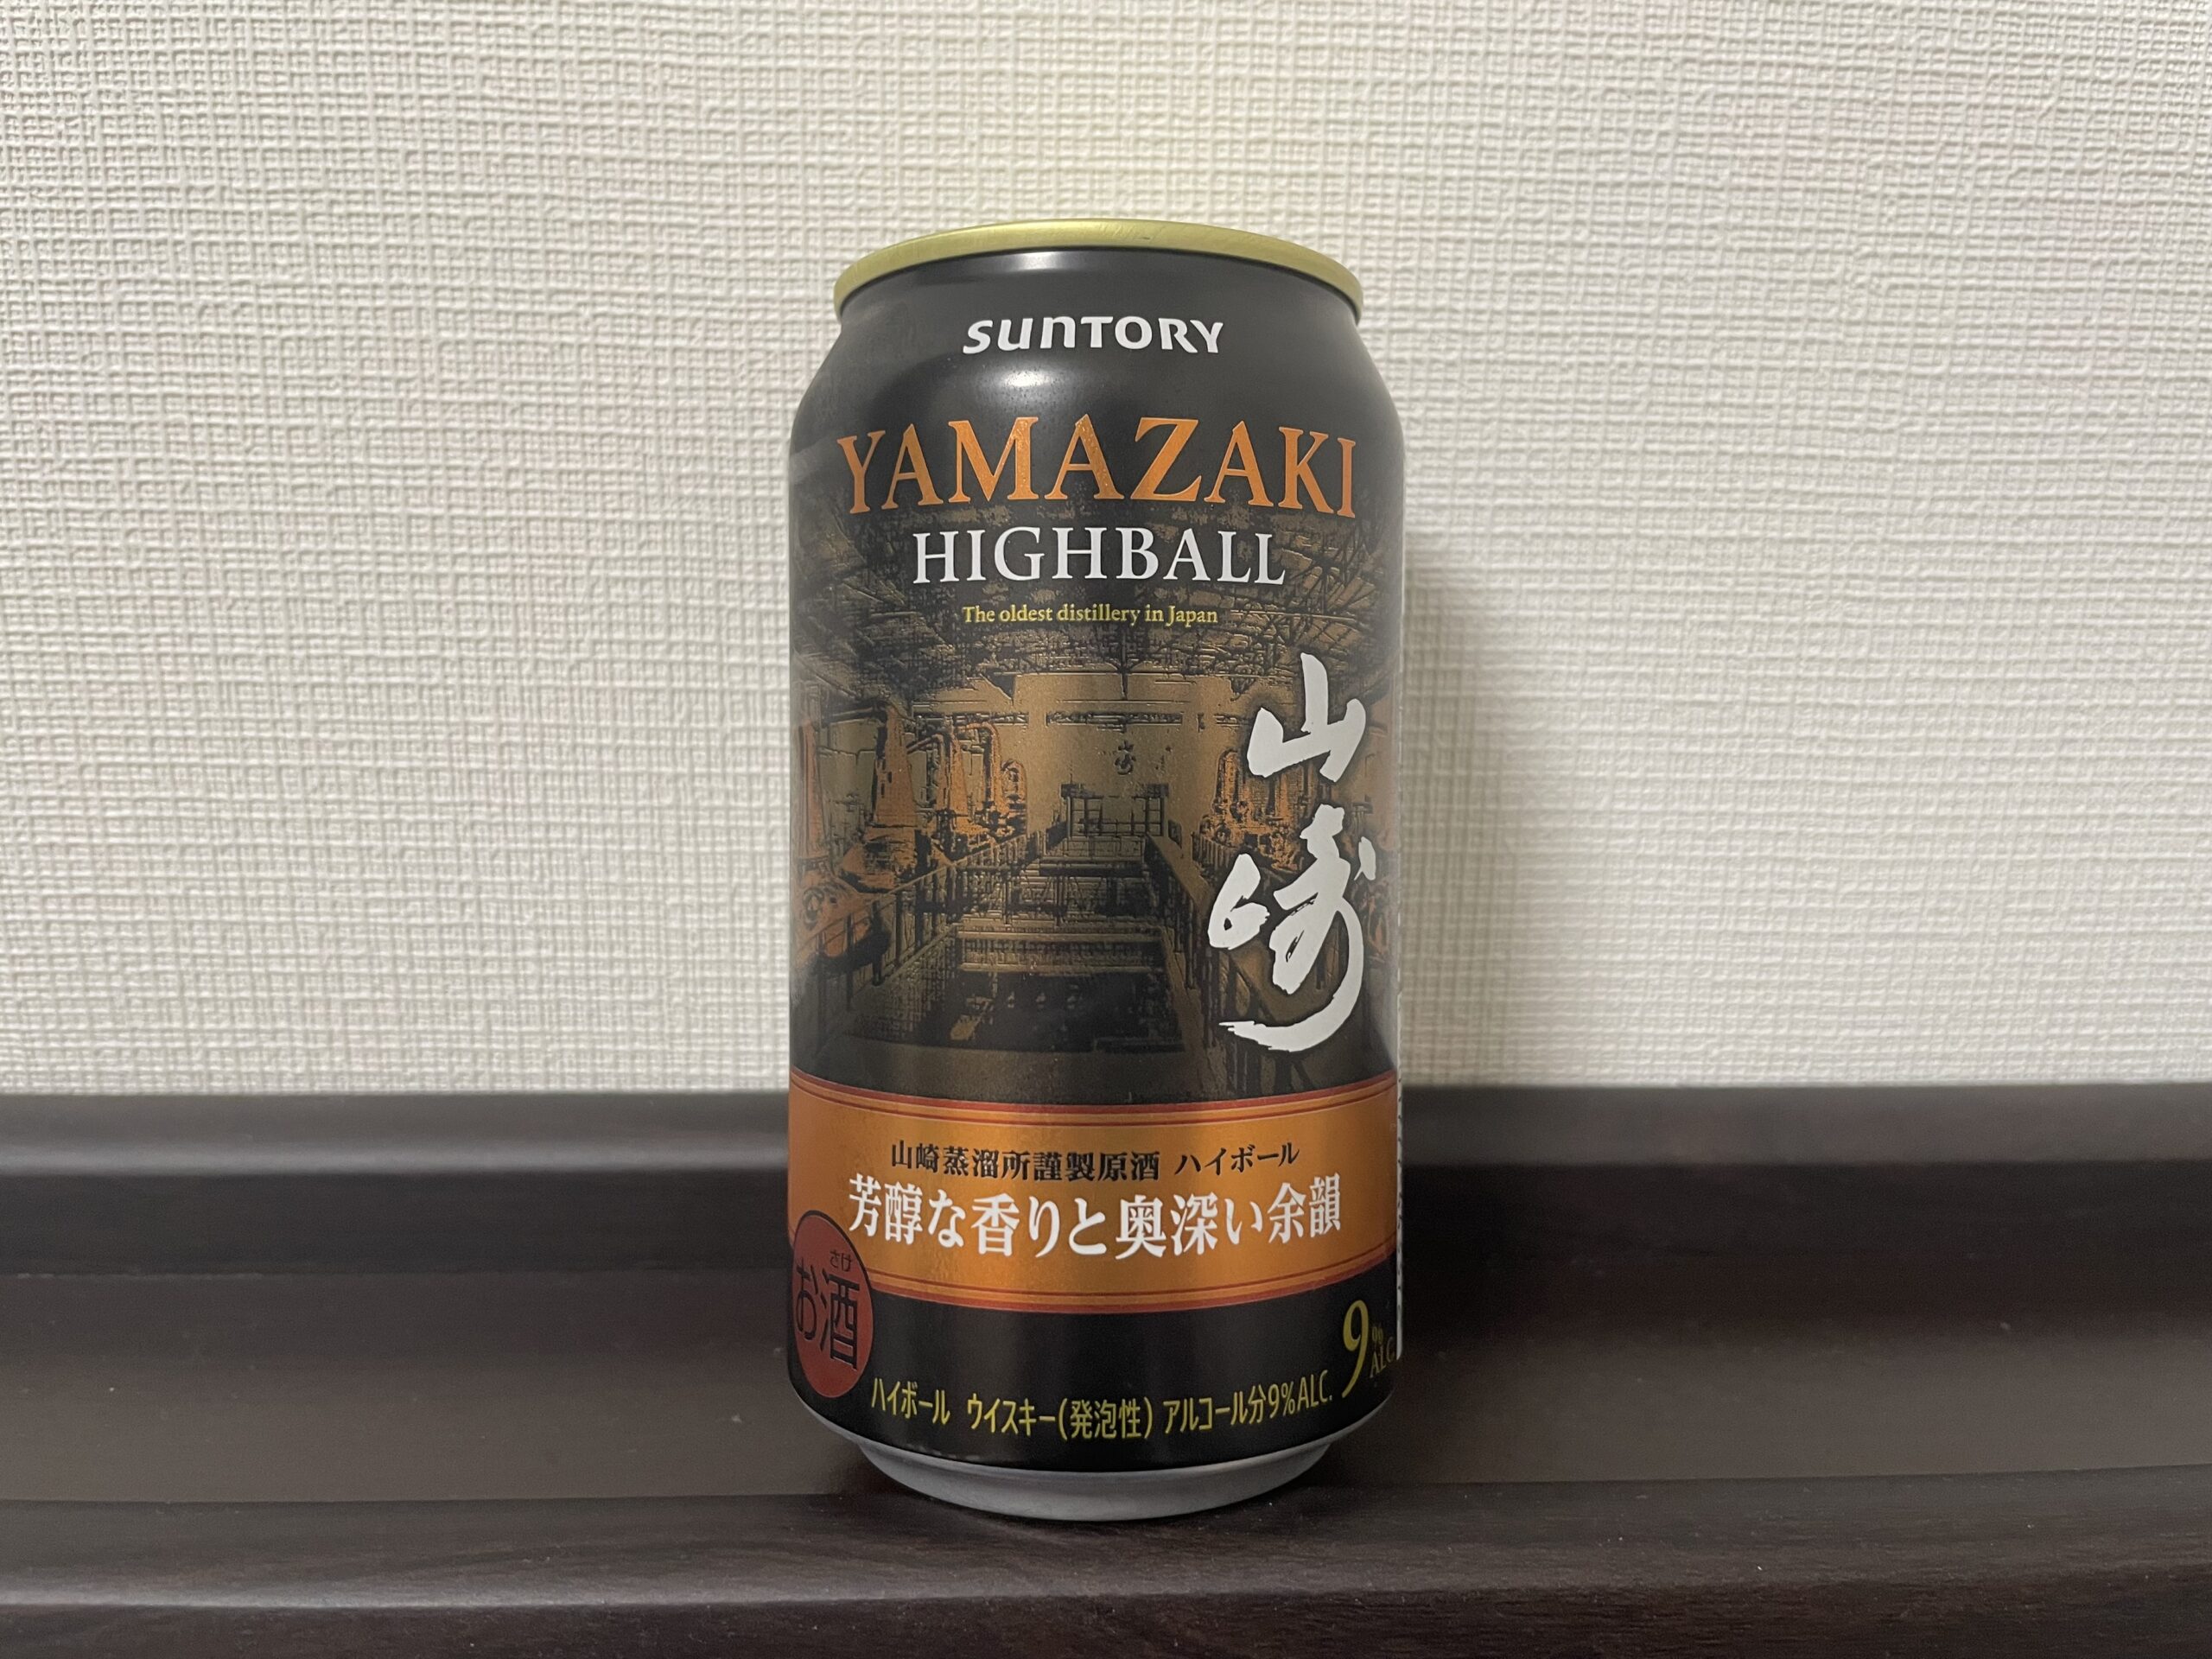 SUNTORY
YAMAZAKI
HIGHBALL
The oldest distillery in Japan
山崎
山崎
山崎蒸溜所謹製原酒 ハイボール
芳醇な香りと奥深い余韻
さけ
お酒
9% ALC.
ハイボール ウイスキー(発泡性) アルコール分9%ALC.